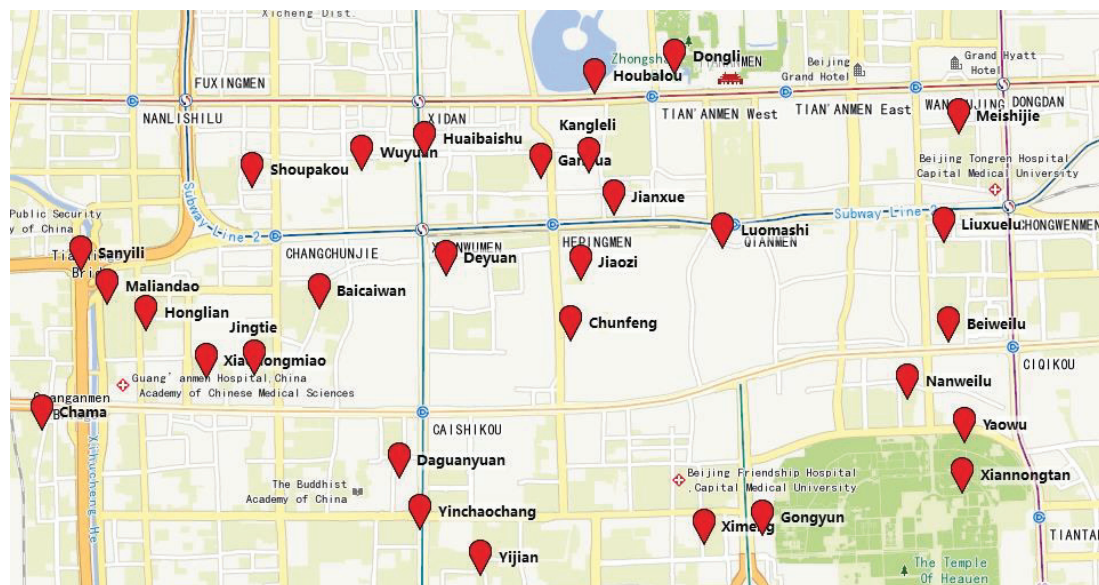 Xicheng Dist.
Dongli
Zhongsha
Houbalou
Beijing
Grand Hotel
Grand Hyatt
Hotel
FUXINGMEN
NANLISHILU
XIDAN
TIAN'ANMEN West
TIAN'ANMEN East
DONGDAN
Meishijie
Huaibaishu
Kangleli
Wuyuan
Shoupakou
Jianxue
Beijing Tongren Hospital
Capital Medical University
Public Security
y of China
Subway Line 2
Subway Line 2
Sanyili
CHANGCHUNJIE
Deyuan
HEPINGMEN
Jiaozi
Luomashi
QIANMEN
Liuxuelu
CHONGWENMEN
Maliandao
Baicaiwan
Honglian
Jingtie
Chunfeng
Beiweilu
Guang'anmen Hospital,China
Academy of Chinese Medical Sciences
CIQIKOU
Nanweilu
Chama
CAISHIKOU
Yaowu
Daguanyuan
The Buddhist
Academy of China
Beijing Friendship Hospital
,Capital Medical University
Xiannongtan
Yinchaochang
Ximeng
Gongyun
TIANTAN
Yijian
The Temple
Of Heauen